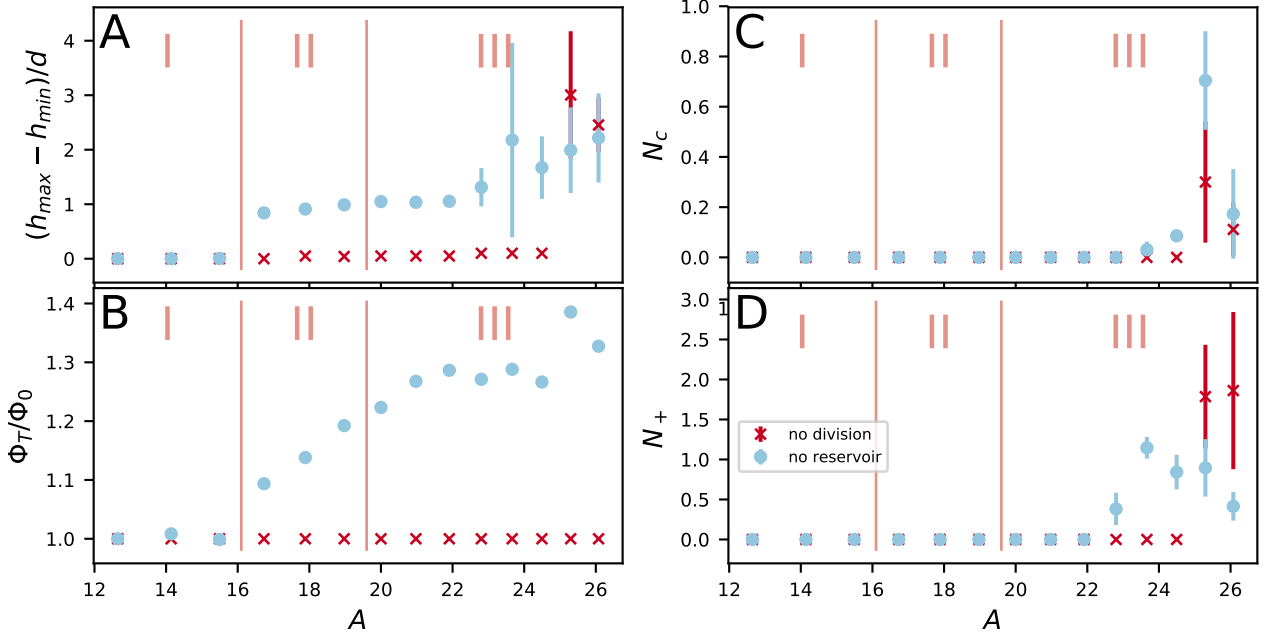 A
I
II
III
(h_max − h_min)/d
4
3
2
1
0
C
I
II
III
N_c
1.0
0.8
0.6
0.4
0.2
0.0
B
I
II
III
Φ_T/Φ_0
1.4
1.3
1.2
1.1
1.0
12 14 16 18 20 22 24 26
A
D
I
II
III
N_+
3.0
2.5
2.0
1.5
1.0
0.5
0.0
no division
no reservoir
12 14 16 18 20 22 24 26
A